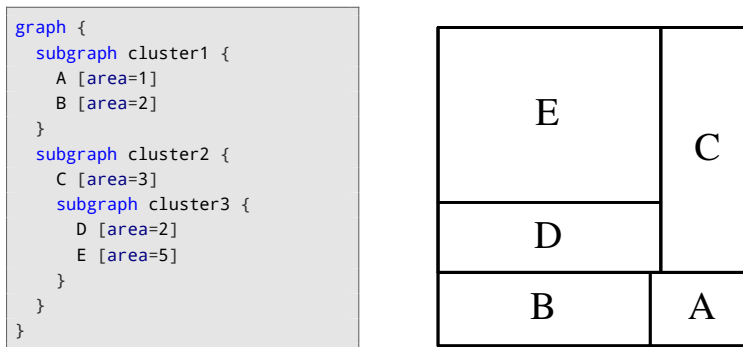 graph {
subgraph cluster1 {
A [area=1]
B [area=2]
}
subgraph cluster2 {
C [area=3]
subgraph cluster3 {
D [area=2]
E [area=5]
}
}
}
E
C
D
B
A